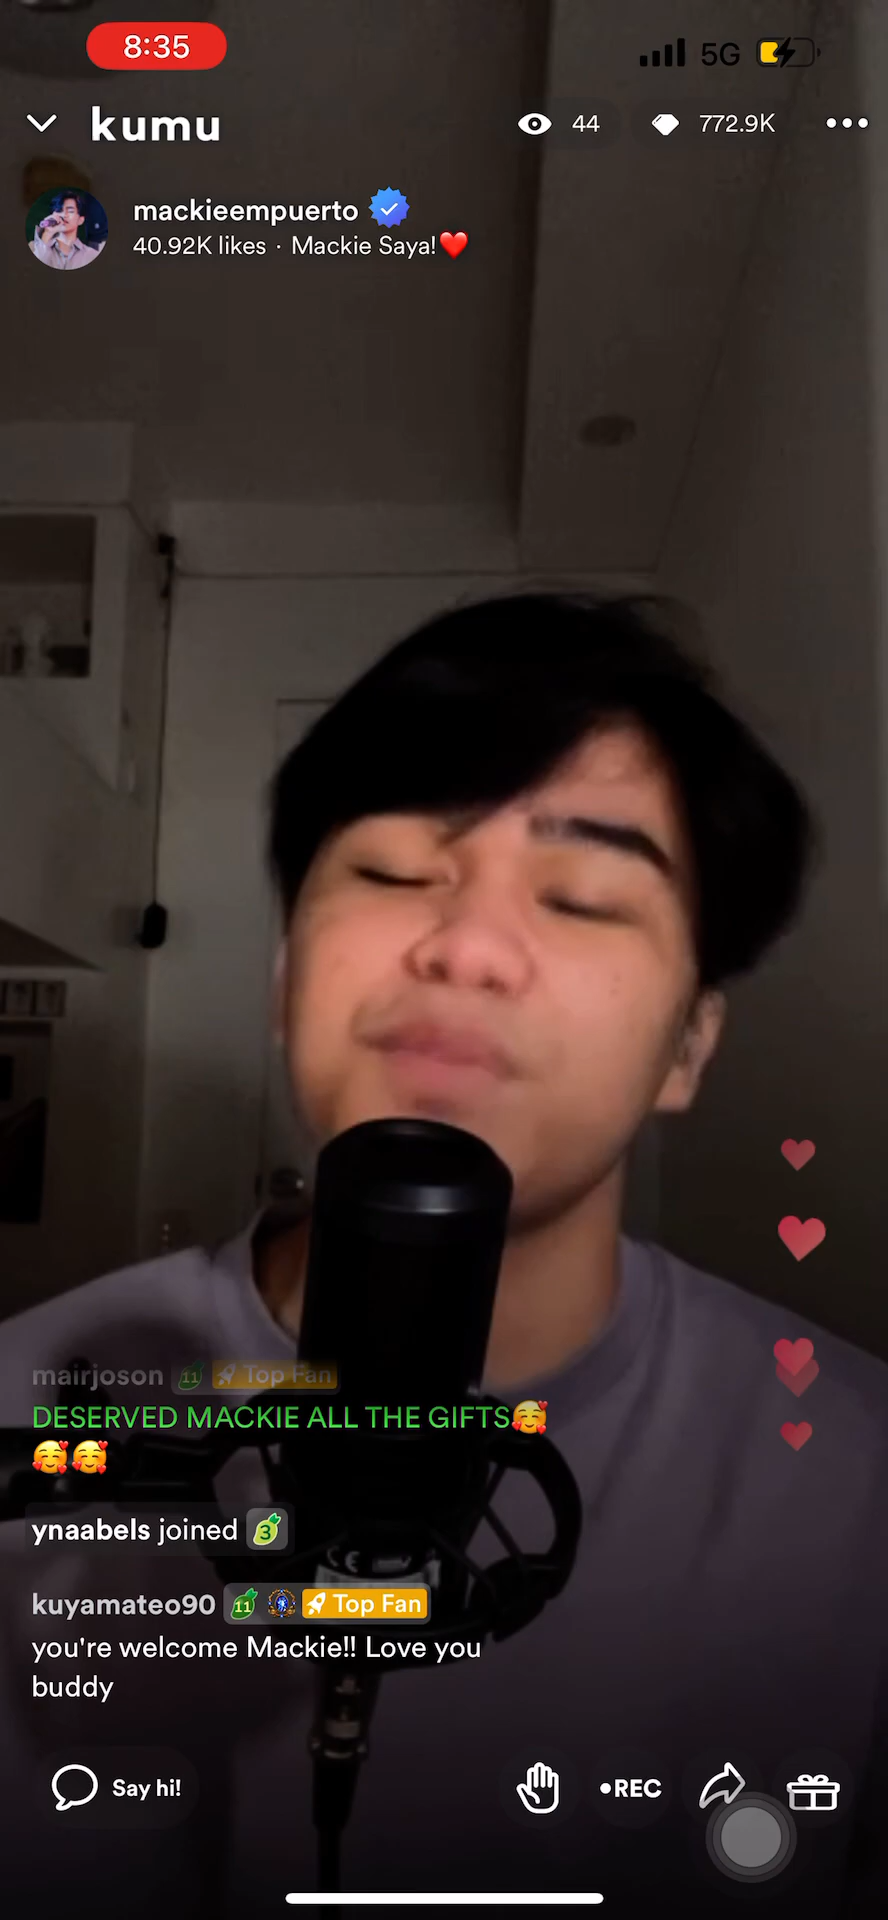 8:35
5G
kumu
44
772.9K
mackieempuerto
40.92K likes · Mackie Saya!❤️
mairjoson 11 Top Fan
DESERVED MACKIE ALL THE GIFTS🥰
🥰🥰
ynaabels joined 3
kuyamateo90 11 Top Fan
you're welcome Mackie!! Love you
buddy
Say hi!
•REC